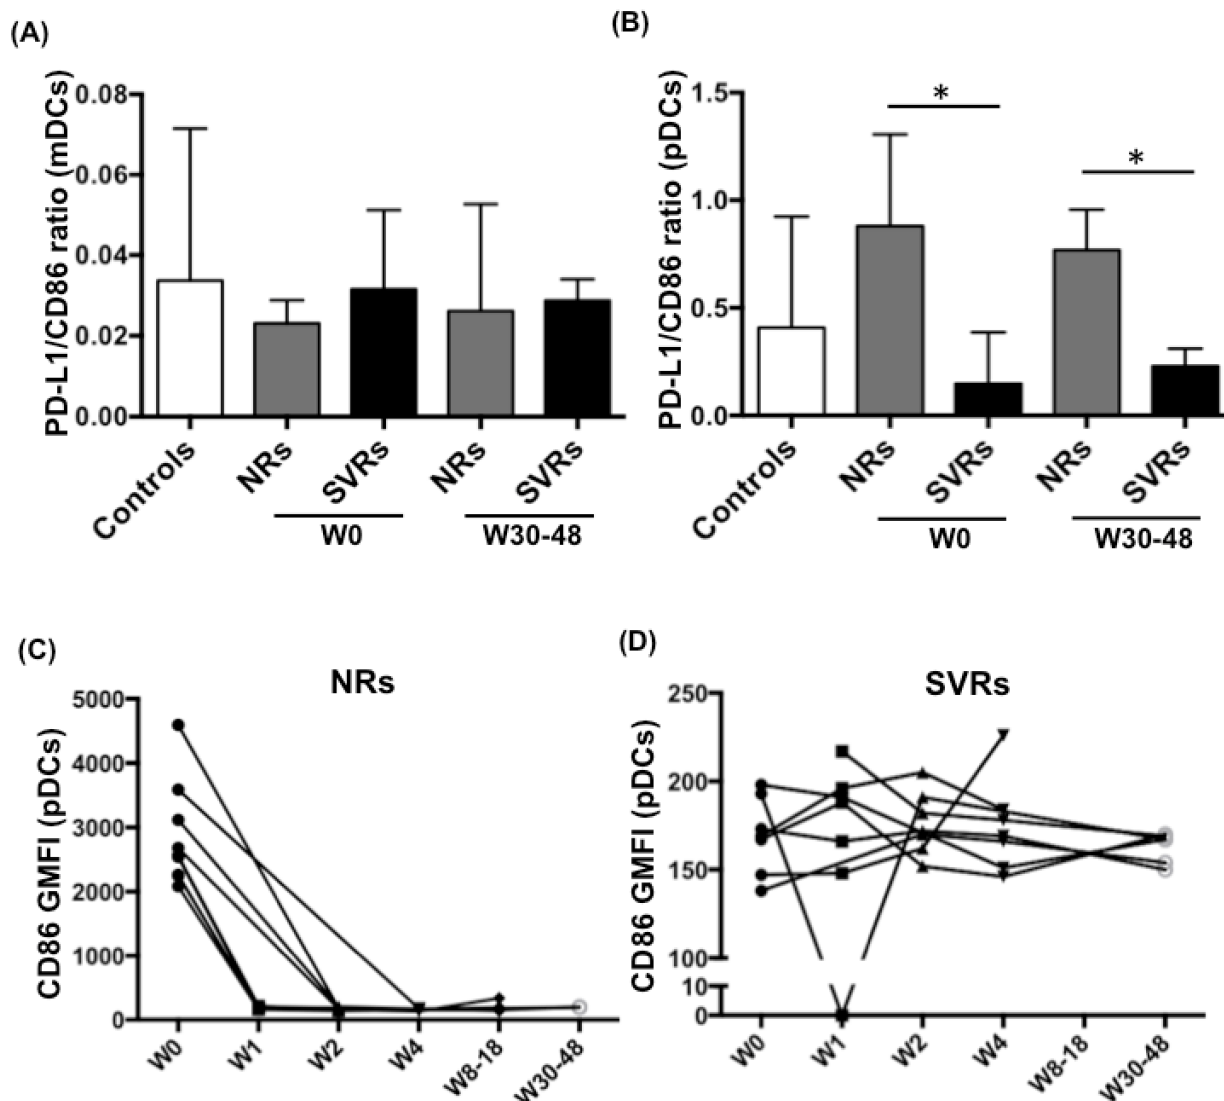 (A)
PD-L1/CD86 ratio (mDCs)
0.08
0.06
0.04
0.02
0.00
Controls
NRs
SVRs
NRs
SVRs
W0
W30-48
(B)
PD-L1/CD86 ratio (pDCs)
1.5
1.0
0.5
0.0
*
*
Controls
NRs
SVRs
NRs
SVRs
W0
W30-48
(C)
NRs
CD86 GMFI (pDCs)
5000
4000
3000
2000
1000
0
W0
W1
W2
W4
W8-18
W30-48
(D)
SVRs
CD86 GMFI (pDCs)
250
200
150
100
10
0
W0
W1
W2
W4
W8-18
W30-48